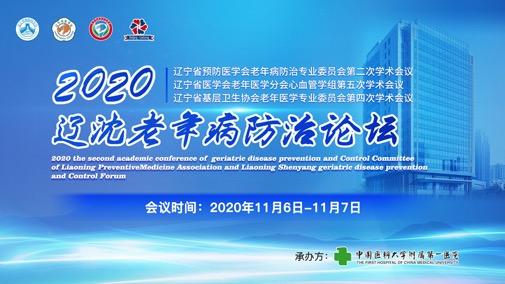 2020
辽宁省预防医学会老年病防治专业委员会第二次学术会议
辽宁省医学会老年医学分会心血管学组第五次学术会议
辽宁省基层卫生协会老年医学专业委员会第四次学术会议
辽沈老年病防治论坛
2020 the second academic conference of geriatric disease prevention and Control Committee
of Liaoning PreventiveMedicine Association and Liaoning Shenyang geriatric disease prevention
and Control Forum
会议时间：2020年11月6日-11月7日
承办方：
中国医科大学附属第一医院
THE FIRST HOSPITAL OF CHINA MEDICAL UNIVERSITY